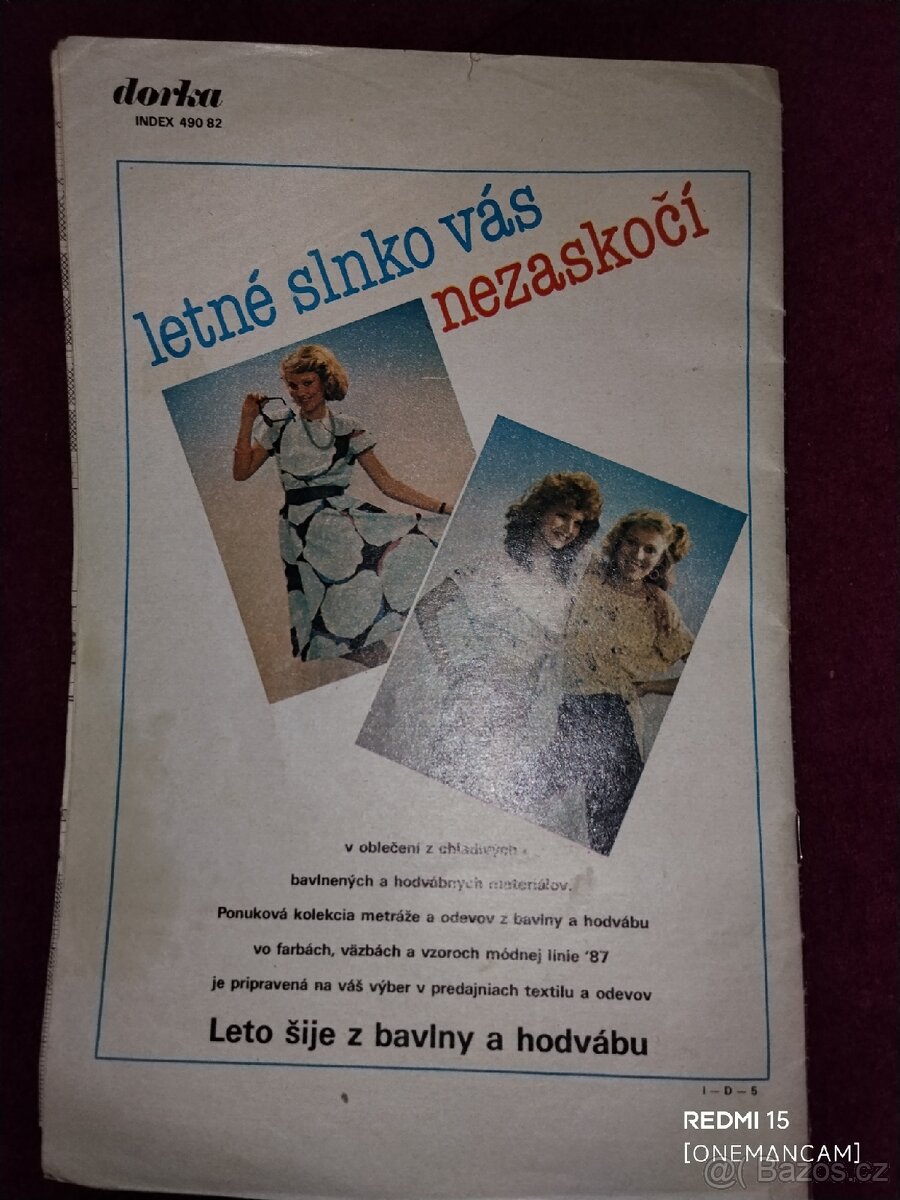 dorka
INDEX 490 82
letné slnko vás
nezaskočí
v oblečení z chladivých
bavlnených a hodvábnych materiálov.
Ponuková kolekcia metráže a odevov z bavlny a hodvábu
vo farbách, väzbách a vzoroch módnej línie '87
je pripravená na váš výber v predajniach textilu a odevov
Leto šije z bavlny a hodvábu
I – D – 5
REDMI 15
[ONEMANCAM]
Bazos.cz